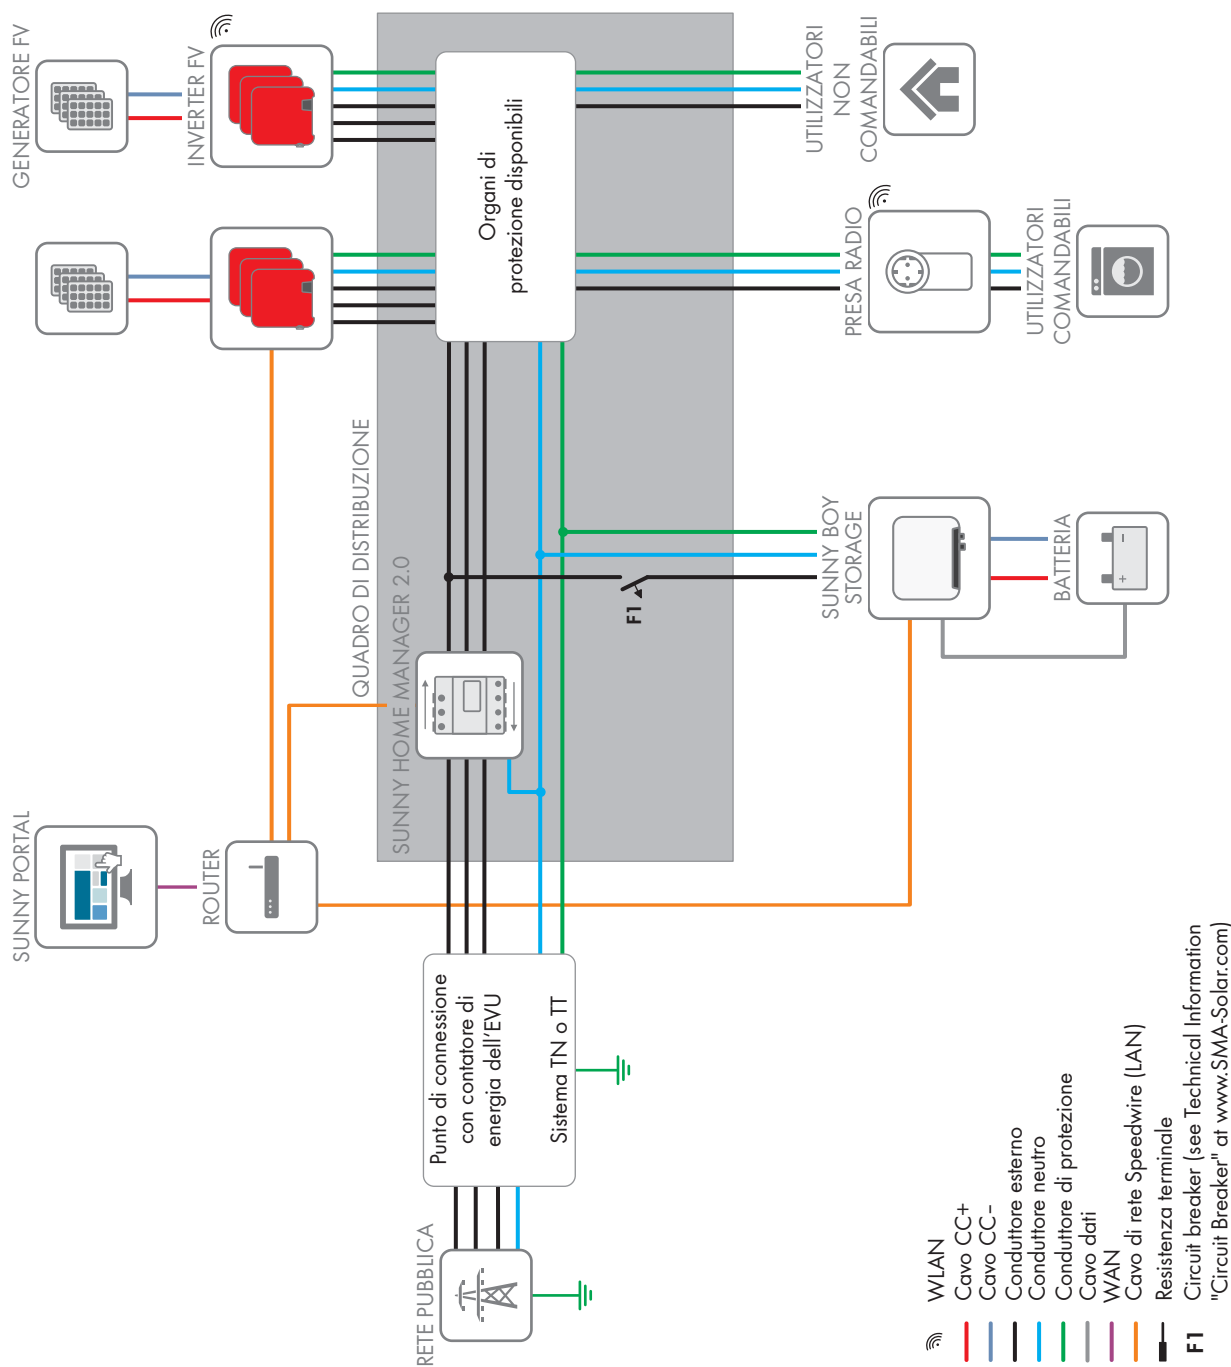 SUNNY PORTAL
ROUTER
GENERATORE FV
INVERTER FV
RETE PUBBLICA
Punto di connessione
con contatore di
energia dell'EVU
Sistema TN o TT
QUADRO DI DISTRIBUZIONE
SUNNY HOME MANAGER 2.0
Organi di
protezione disponibili
F1
SUNNY BOY
STORAGE
BATTERIA
+
−
PRESA RADIO
UTILIZZATORI
COMANDABILI
UTILIZZATORI
NON
COMANDABILI
WLAN
Cavo CC+
Cavo CC−
Conduttore esterno
Conduttore neutro
Conduttore di protezione
Cavo dati
WAN
Cavo di rete Speedwire (LAN)
Resistenza terminale
F1 Circuit breaker (see Technical Information
"Circuit Breaker" at www.SMA-Solar.com)